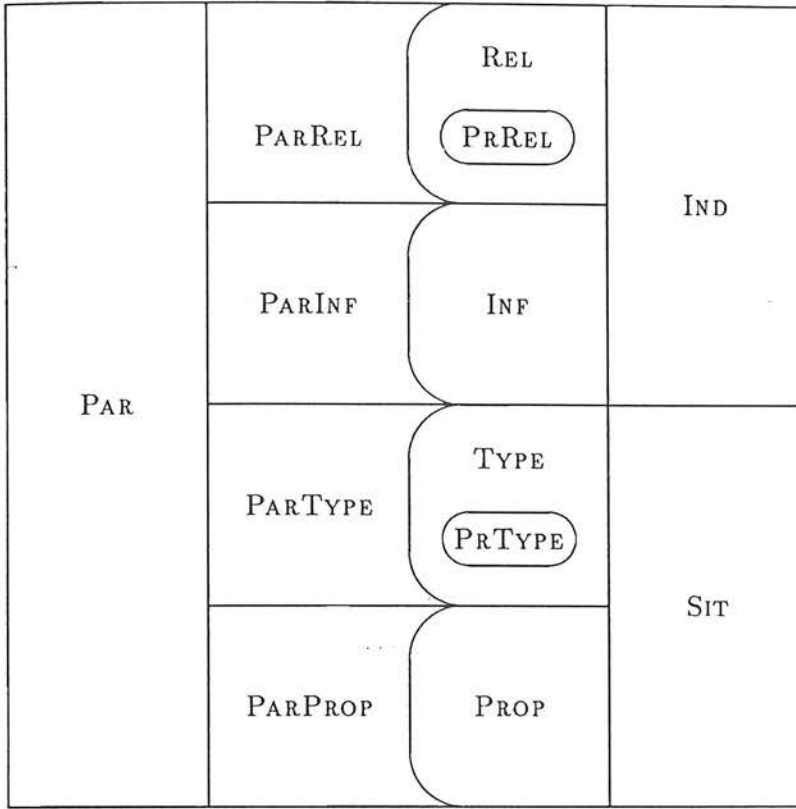 REL
PARREL
PRREL
IND
PARINF
INF
PAR
TYPE
PARTYPE
PRTYPE
SIT
PARPROP
PROP